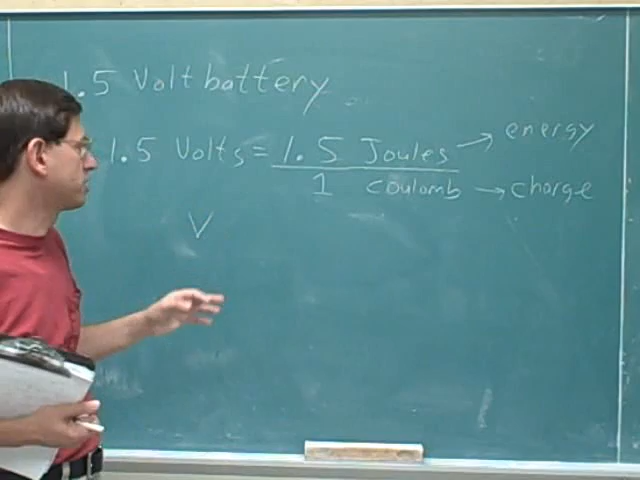 1.5 Volt battery
1.5 Volts = 1.5 Joules → energy
1 coulomb → charge
V